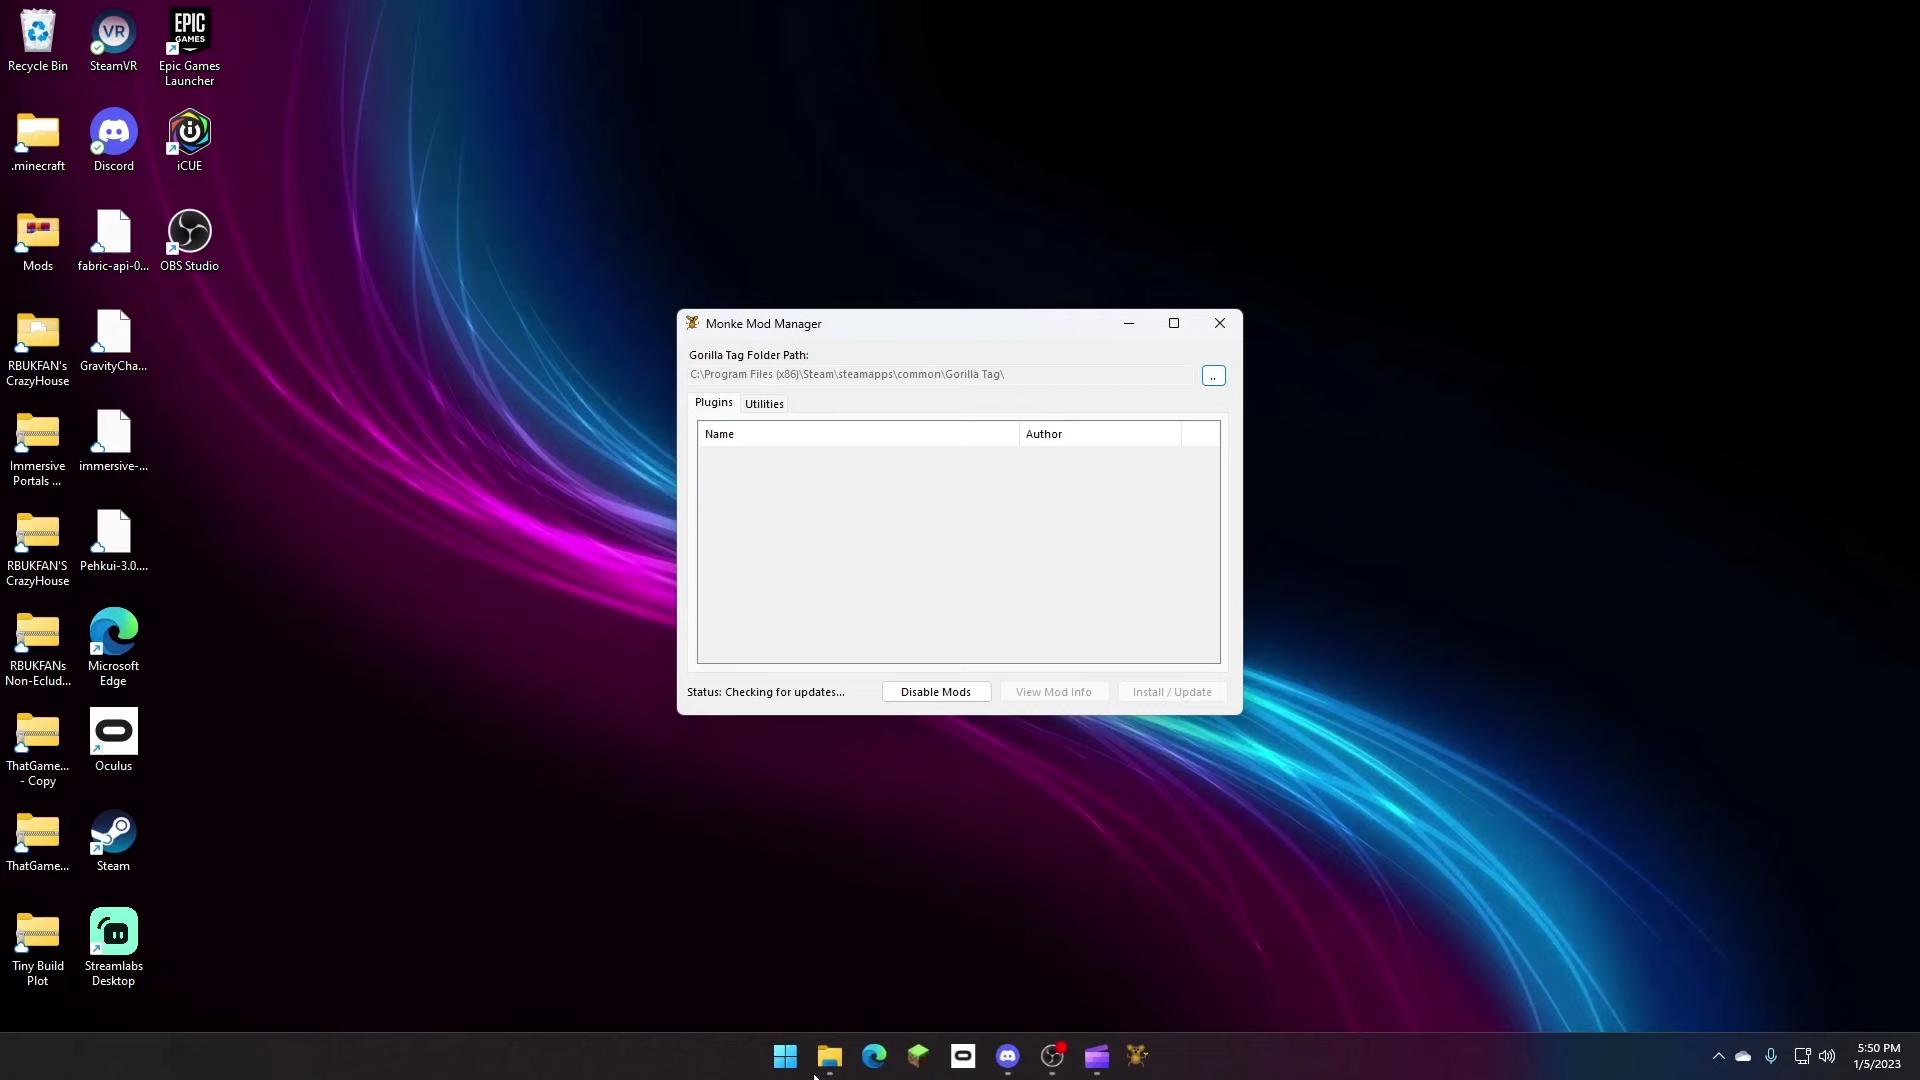 Recycle Bin
SteamVR
EPIC
GAMES
Epic Games
Launcher
.minecraft
Discord
iCUE
Mods
fabric-api-0...
OBS Studio
RBUKFAN's
CrazyHouse
GravityCha...
Immersive
Portals ...
immersive-...
RBUKFAN'S
CrazyHouse
Pehkui-3.0....
RBUKFANs
Non-Eclud...
Microsoft
Edge
ThatGame...
- Copy
Oculus
ThatGame...
Steam
Tiny Build
Plot
Streamlabs
Desktop
Monke Mod Manager
Gorilla Tag Folder Path:
C:\Program Files (x86)\Steam\steamapps\common\Gorilla Tag\
..
Plugins
Utilities
Name
Author
Status: Checking for updates...
Disable Mods
View Mod Info
Install / Update
5:50 PM
1/5/2023